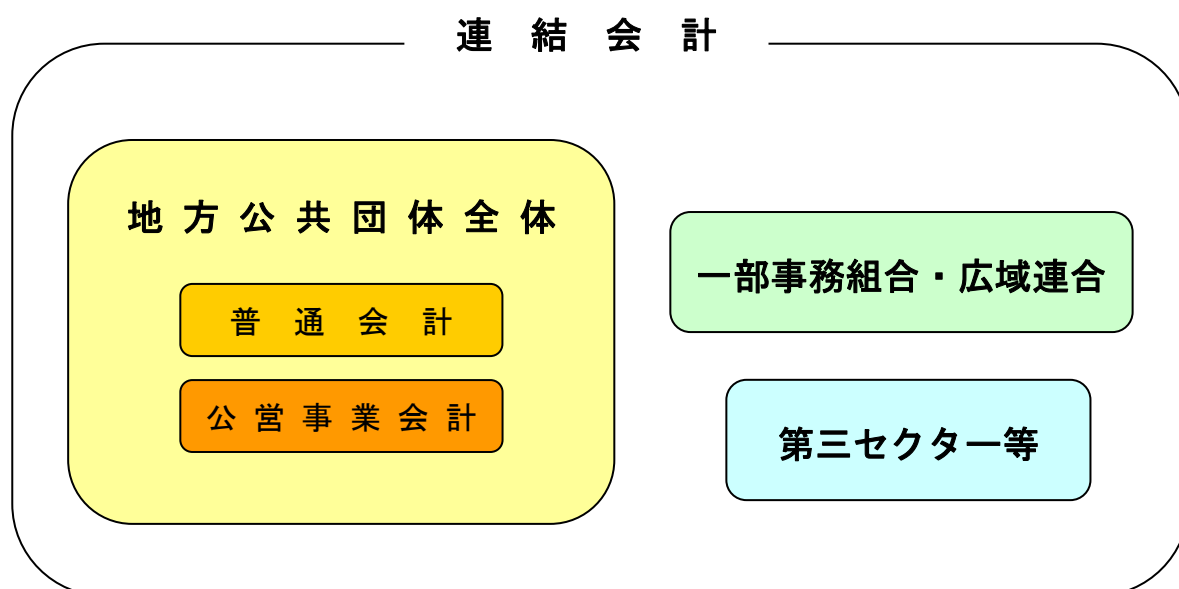 連結会計
地方公共団体全体
普通会計
公営事業会計
一部事務組合・広域連合
第三セクター等